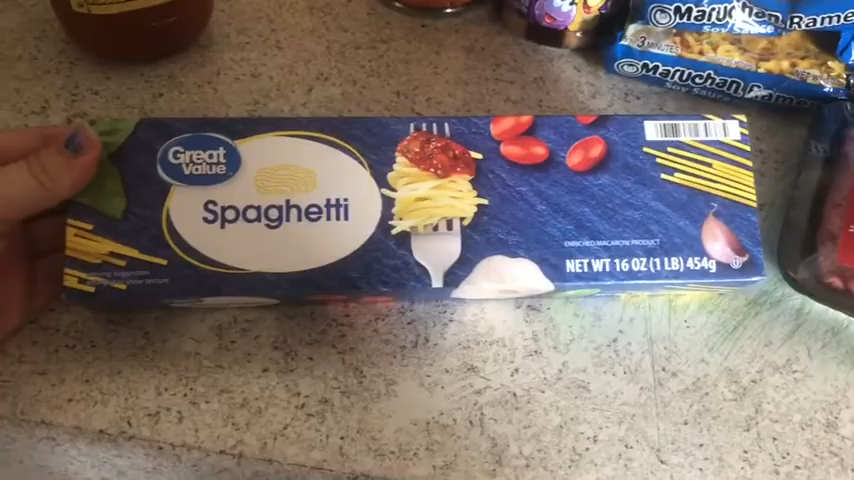 Maruchan Ramen
Soy Sauce
3 MINUTES
Maruchan Ramen
Soy Sauce
Great
Value
Spaghetti
ENRICHED MACARONI PRODUCT
NET WT 16 OZ (1 LB) 454g